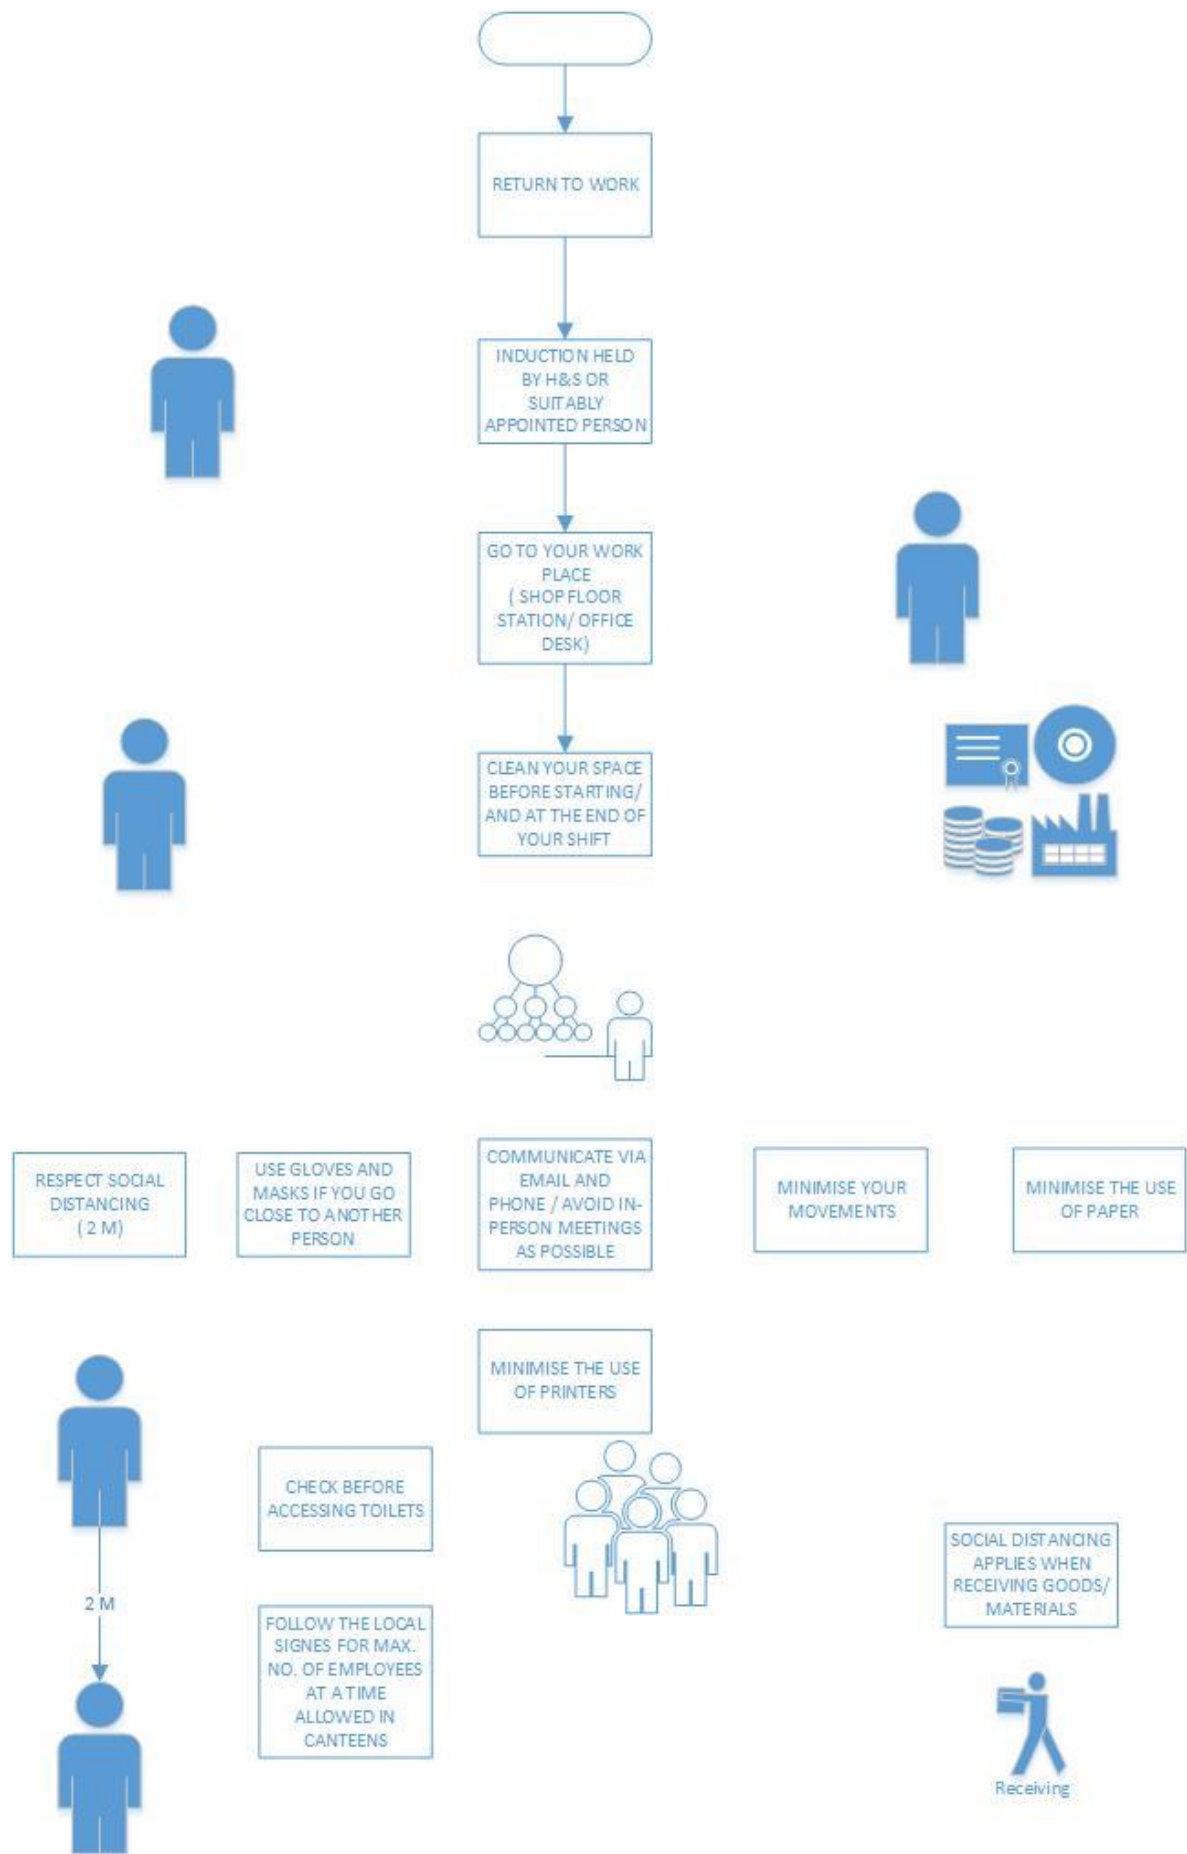 RETURN TO WORK
INDUCTION HELD
BY H&S OR
SUITABLY
APPOINTED PERSON
GO TO YOUR WORK
PLACE
( SHOP FLOOR
STATION/ OFFICE
DESK)
CLEAN YOUR SPACE
BEFORE STARTING/
AND AT THE END OF
YOUR SHIFT
RESPECT SOCIAL
DISTANCING
( 2 M)
USE GLOVES AND
MASKS IF YOU GO
CLOSE TO ANOTHER
PERSON
COMMUNICATE VIA
EMAIL AND
PHONE / AVOID IN-
PERSON MEETINGS
AS POSSIBLE
MINIMISE YOUR
MOVEMENTS
MINIMISE THE USE
OF PAPER
MINIMISE THE USE
OF PRINTERS
CHECK BEFORE
ACCESSING TOILETS
2 M
FOLLOW THE LOCAL
SIGNES FOR MAX.
NO. OF EMPLOYEES
AT A TIME
ALLOWED IN
CANTEENS
SOCIAL DISTANCING
APPLIES WHEN
RECEIVING GOODS/
MATERIALS
Receiving